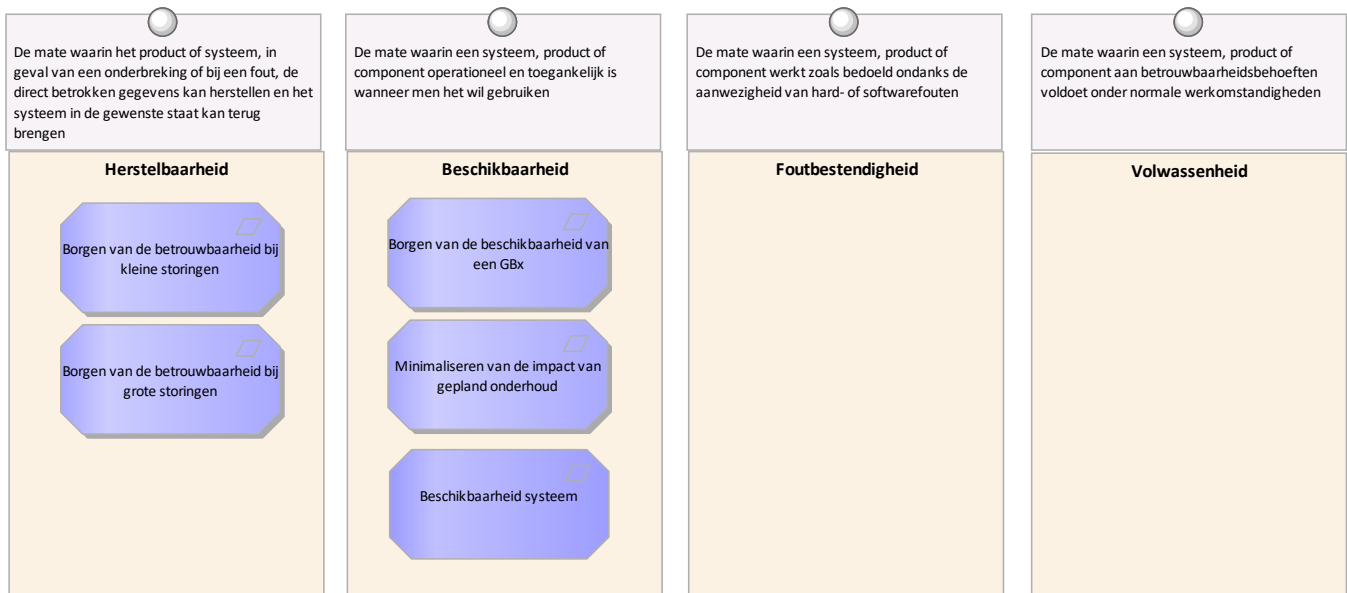 De mate waarin het product of systeem, in
geval van een onderbreking of bij een fout, de
direct betrokken gegevens kan herstellen en het
systeem in de gewenste staat kan terug
brengen
De mate waarin een systeem, product of
component operationeel en toegankelijk is
wanneer men het wil gebruiken
De mate waarin een systeem, product of
component werkt zoals bedoeld ondanks de
aanwezigheid van hard- of softwarefouten
De mate waarin een systeem, product of
component aan betrouwbaarheidsbehoeften
voldoet onder normale werkomstandigheden
Herstelbaarheid
Borgen van de betrouwbaarheid bij
kleine storingen
Borgen van de betrouwbaarheid bij
grote storingen
Beschikbaarheid
Borgen van de beschikbaarheid van
een GBx
Minimaliseren van de impact van
gepland onderhoud
Beschikbaarheid systeem
Foutbestendigheid
Volwassenheid